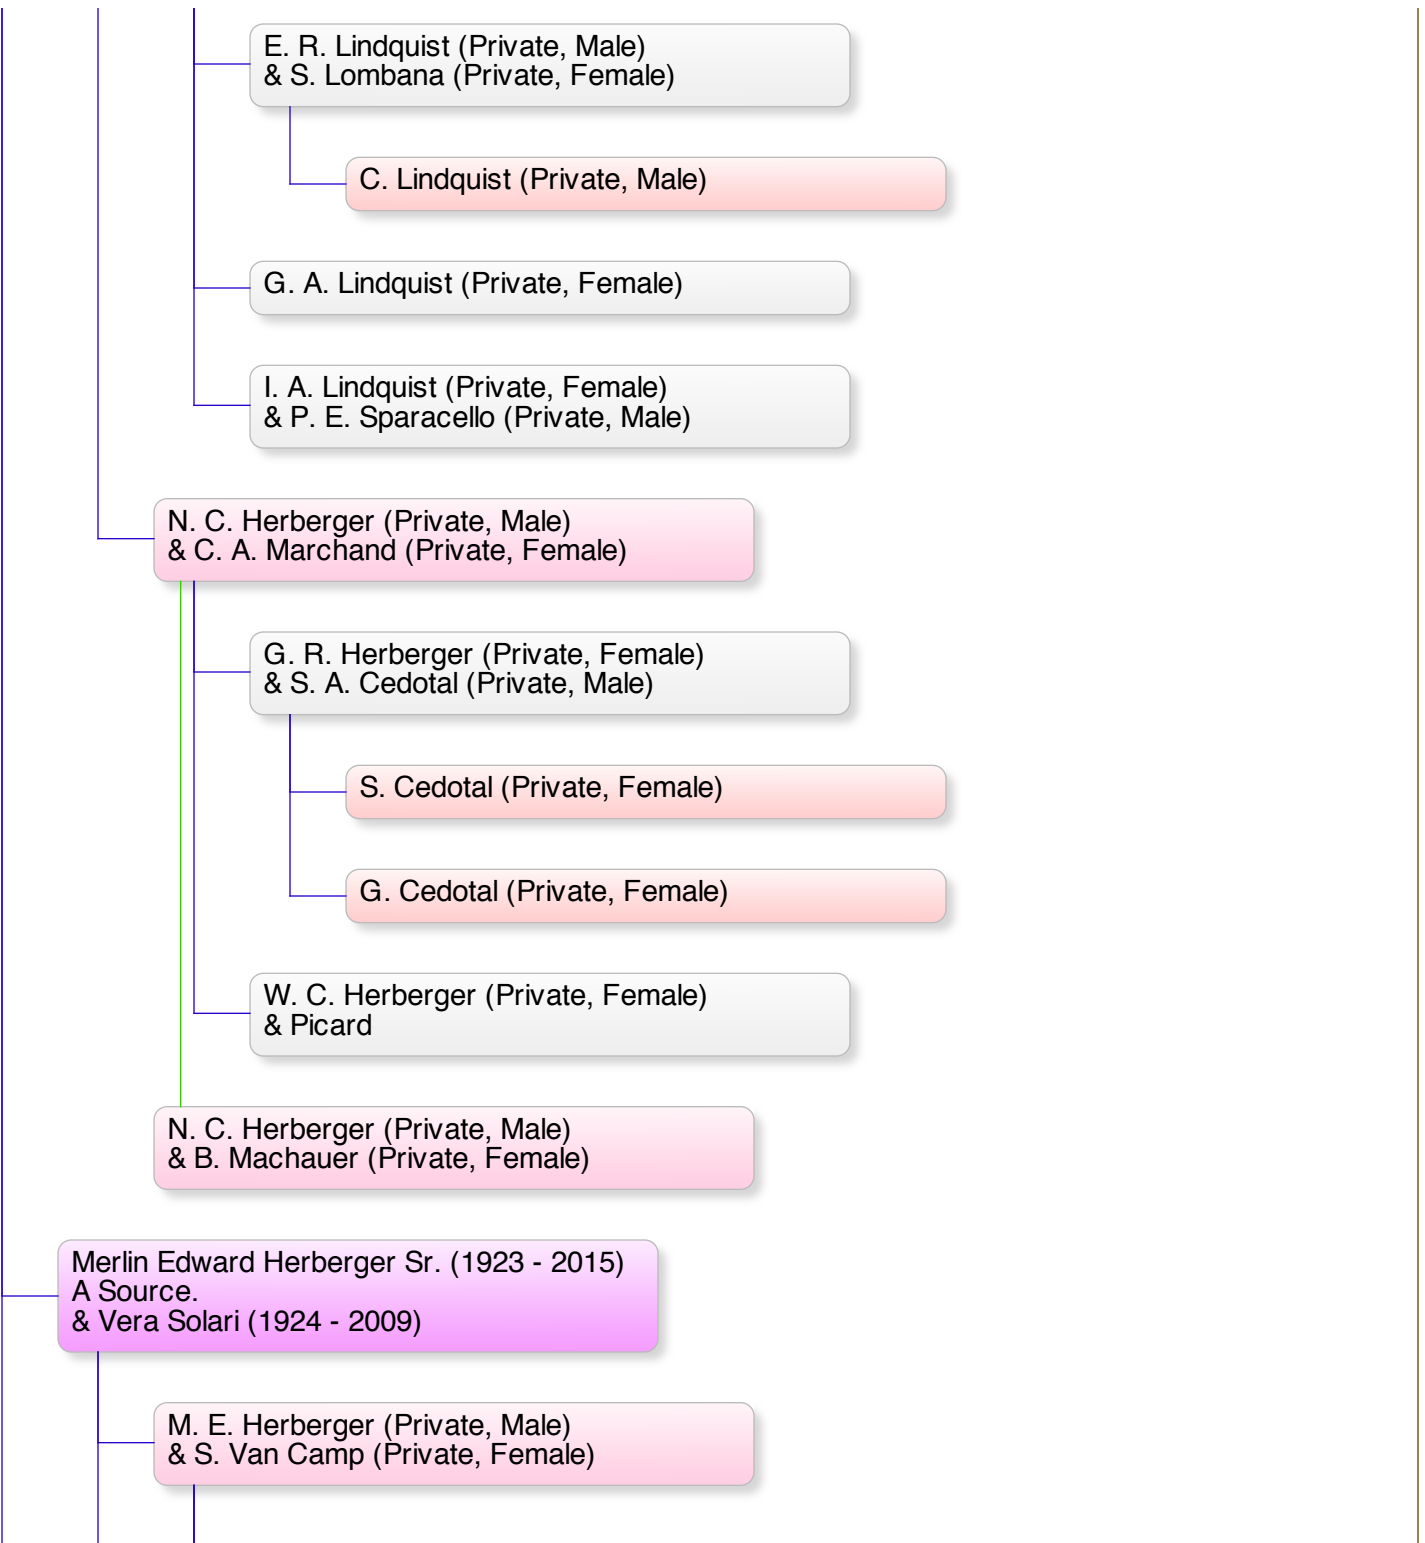 E. R. Lindquist (Private, Male)
& S. Lombana (Private, Female)
C. Lindquist (Private, Male)
G. A. Lindquist (Private, Female)
I. A. Lindquist (Private, Female)
& P. E. Sparacello (Private, Male)
N. C. Herberger (Private, Male)
& C. A. Marchand (Private, Female)
G. R. Herberger (Private, Female)
& S. A. Cedotal (Private, Male)
S. Cedotal (Private, Female)
G. Cedotal (Private, Female)
W. C. Herberger (Private, Female)
& Picard
N. C. Herberger (Private, Male)
& B. Machauer (Private, Female)
Merlin Edward Herberger Sr. (1923 - 2015)
A Source.
& Vera Solari (1924 - 2009)
M. E. Herberger (Private, Male)
& S. Van Camp (Private, Female)